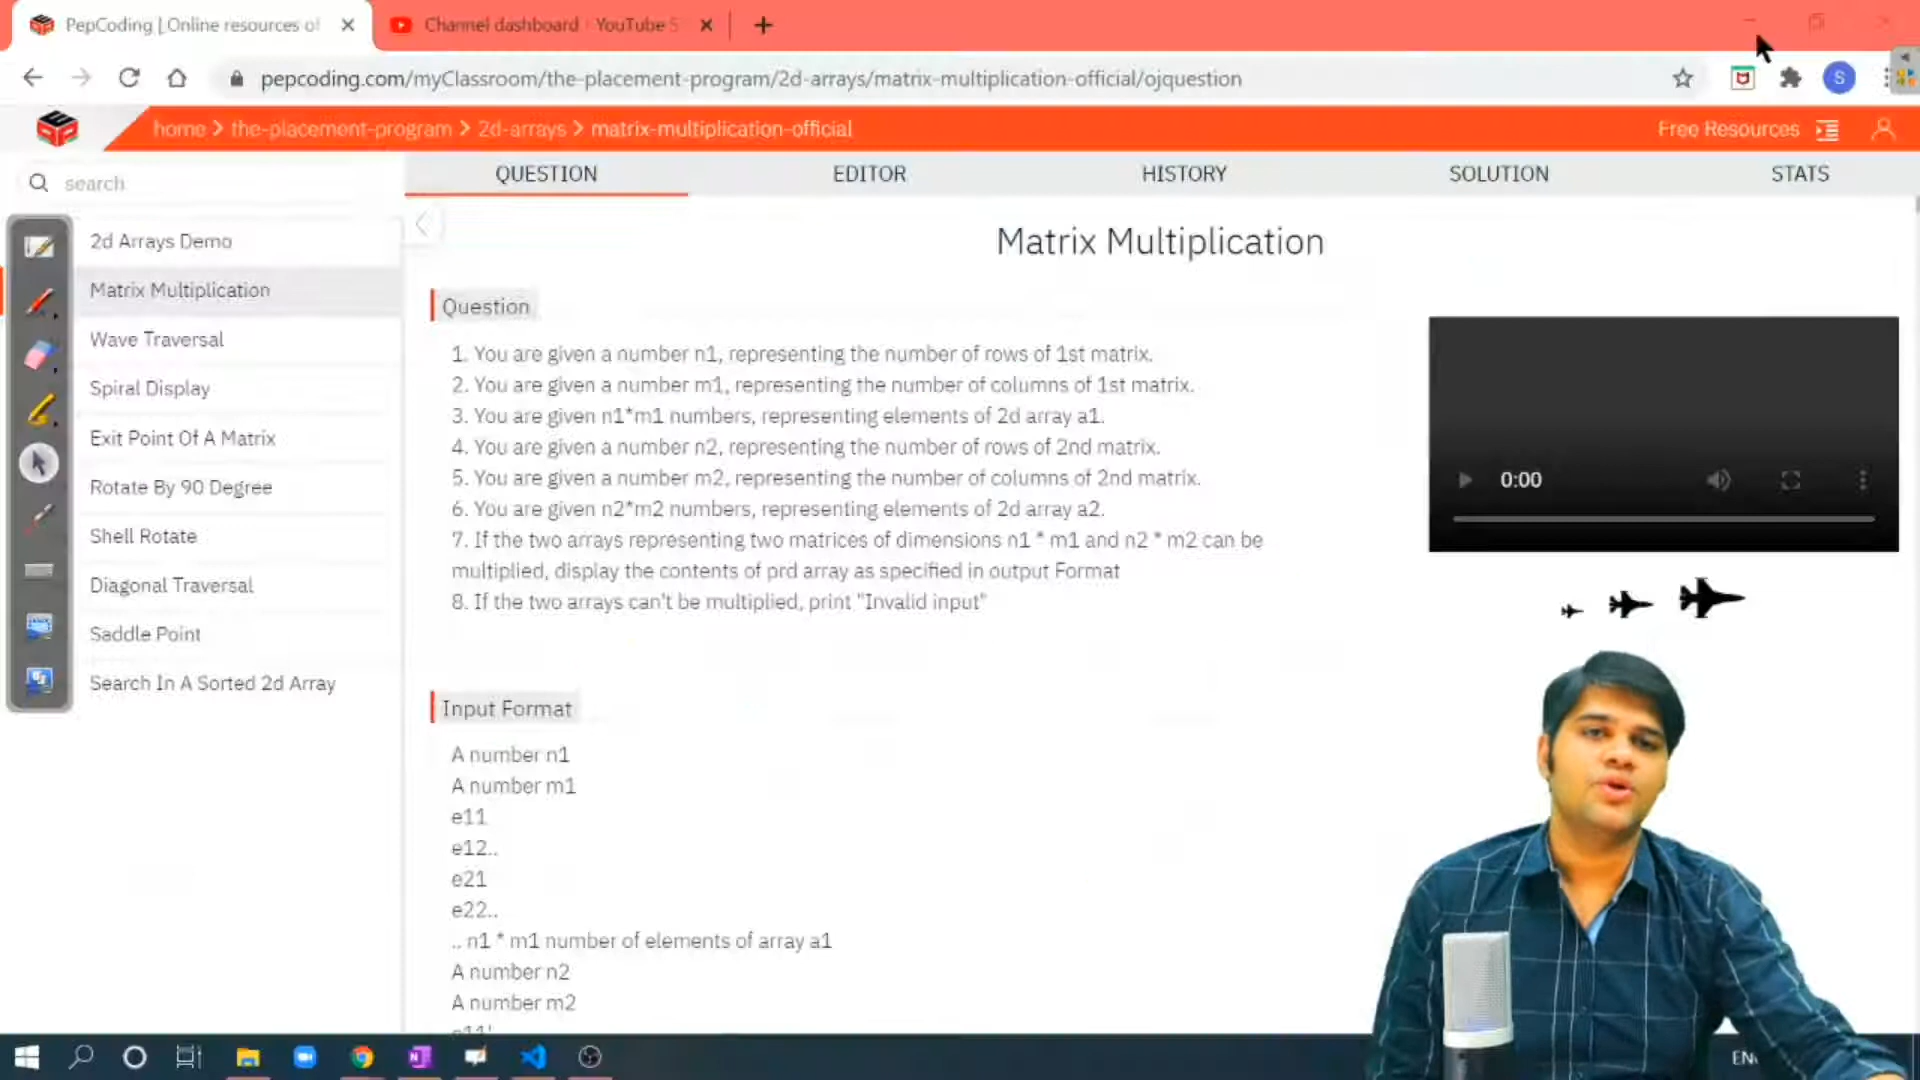 PepCoding | Online resources of
Channel dashboard - YouTube S
pepcoding.com/myClassroom/the-placement-program/2d-arrays/matrix-multiplication-official/ojquestion
S
home > the-placement-program > 2d-arrays > matrix-multiplication-official
Free Resources
search
QUESTION
EDITOR
HISTORY
SOLUTION
STATS
2d Arrays Demo
Matrix Multiplication
Wave Traversal
Spiral Display
Exit Point Of A Matrix
Rotate By 90 Degree
Shell Rotate
Diagonal Traversal
Saddle Point
Search In A Sorted 2d Array
Matrix Multiplication
Question
1. You are given a number n1, representing the number of rows of 1st matrix.
2. You are given a number m1, representing the number of columns of 1st matrix.
3. You are given n1*m1 numbers, representing elements of 2d array a1.
4. You are given a number n2, representing the number of rows of 2nd matrix.
5. You are given a number m2, representing the number of columns of 2nd matrix.
6. You are given n2*m2 numbers, representing elements of 2d array a2.
7. If the two arrays representing two matrices of dimensions n1 * m1 and n2 * m2 can be
multiplied, display the contents of prd array as specified in output Format
8. If the two arrays can't be multiplied, print "Invalid input"
0:00
Input Format
A number n1
A number m1
e11
e12..
e21
e22..
.. n1 * m1 number of elements of array a1
A number n2
A number m2
e11'